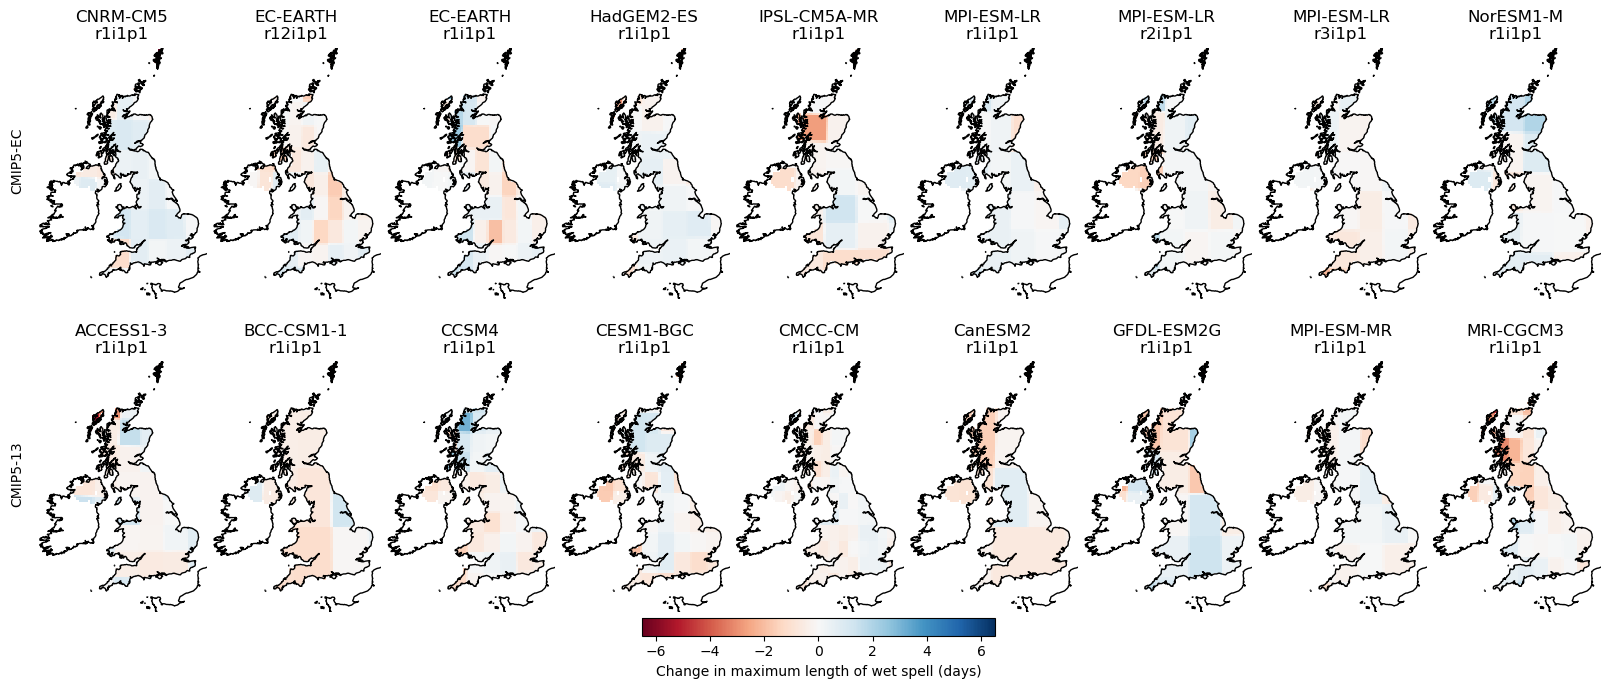 CNRM-CM5
r1i1p1
EC-EARTH
r12i1p1
EC-EARTH
r1i1p1
HadGEM2-ES
r1i1p1
IPSL-CM5A-MR
r1i1p1
MPI-ESM-LR
r1i1p1
MPI-ESM-LR
r2i1p1
MPI-ESM-LR
r3i1p1
NorESM1-M
r1i1p1
CMIP5-EC
ACCESS1-3
r1i1p1
BCC-CSM1-1
r1i1p1
CCSM4
r1i1p1
CESM1-BGC
r1i1p1
CMCC-CM
r1i1p1
CanESM2
r1i1p1
GFDL-ESM2G
r1i1p1
MPI-ESM-MR
r1i1p1
MRI-CGCM3
r1i1p1
CMIP5-13
−6 −4 −2 0 2 4 6
Change in maximum length of wet spell (days)